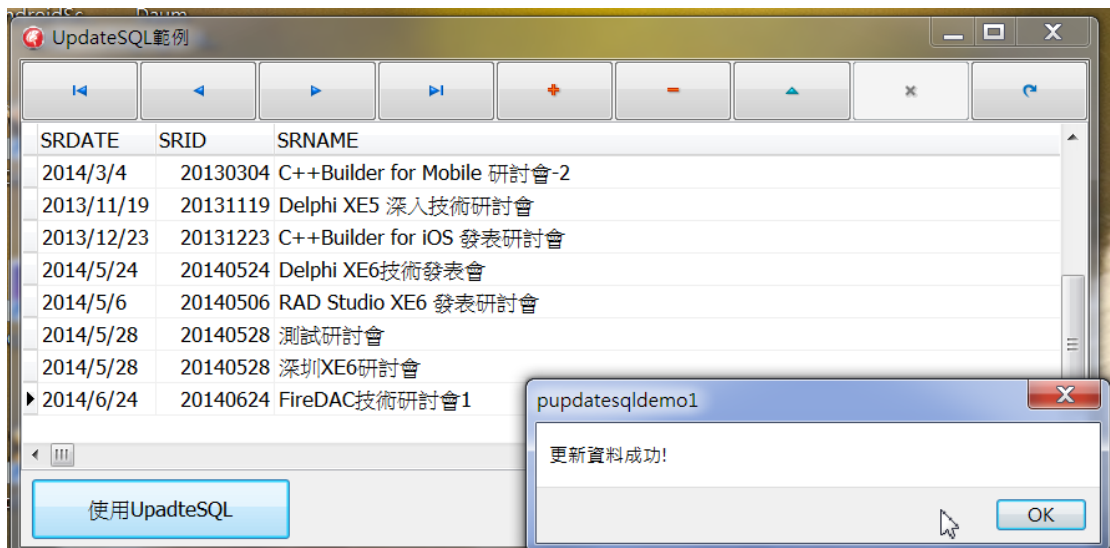 Daum
UpdateSQL範例
SRDATE SRID SRNAME
2014/3/4 20130304 C++Builder for Mobile 研討會-2
2013/11/19 20131119 Delphi XE5 深入技術研討會
2013/12/23 20131223 C++Builder for iOS 發表研討會
2014/5/24 20140524 Delphi XE6技術發表會
2014/5/6 20140506 RAD Studio XE6 發表研討會
2014/5/28 20140528 測試研討會
2014/5/28 20140528 深圳XE6研討會
2014/6/24 20140624 FireDAC技術研討會1
pupdatesqldemo1
更新資料成功!
使用UpadteSQL
OK